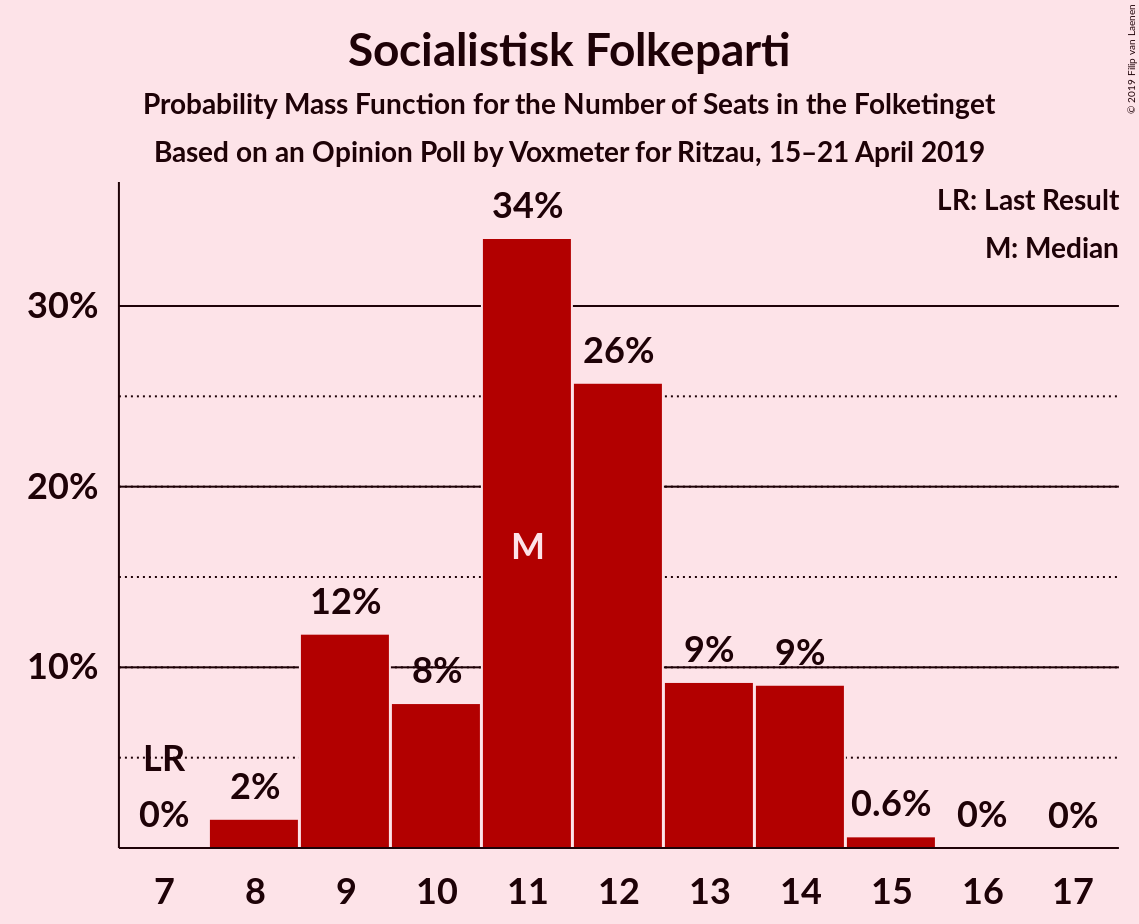 Socialistisk Folkeparti
Probability Mass Function for the Number of Seats in the Folketinget
Based on an Opinion Poll by Voxmeter for Ritzau, 15–21 April 2019
© 2019 Filip van Laenen
LR: Last Result
M: Median
34%
30%
26%
20%
M
12%
10%
8%
9%
9%
LR
0%
2%
0.6%
0%
0%
7 8 9 10 11 12 13 14 15 16 17